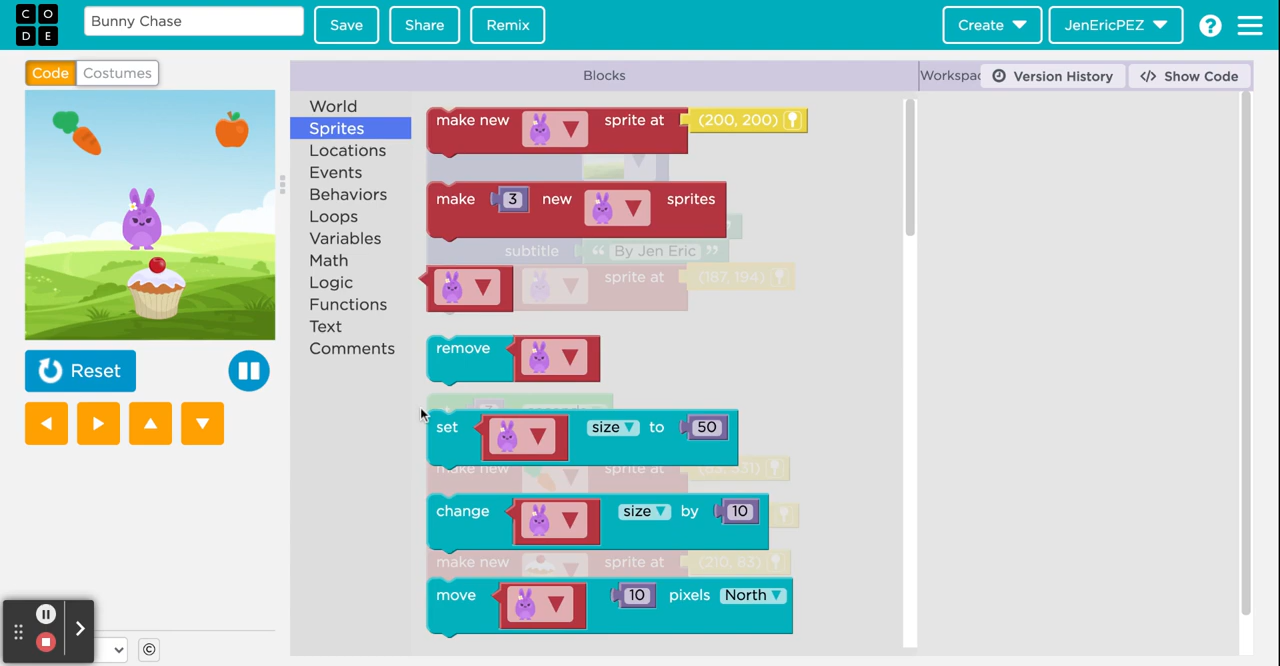 C O
D E
Bunny Chase
Save
Share
Remix
Create
JenEricPEZ
?
Code
Costumes
Blocks
Workspac
Version History
</> Show Code
World
Sprites
Locations
Events
Behaviors
Loops
Variables
Math
Logic
Functions
Text
Comments
make new sprite at (200, 200)
make 3 new sprites
subtitle “ By Jen Eric ”
sprite at (187, 194)
remove
seconds
set size to 50
make new sprite at
change size by 10
make new sprite at (210, 83)
move 10 pixels North
Reset
©